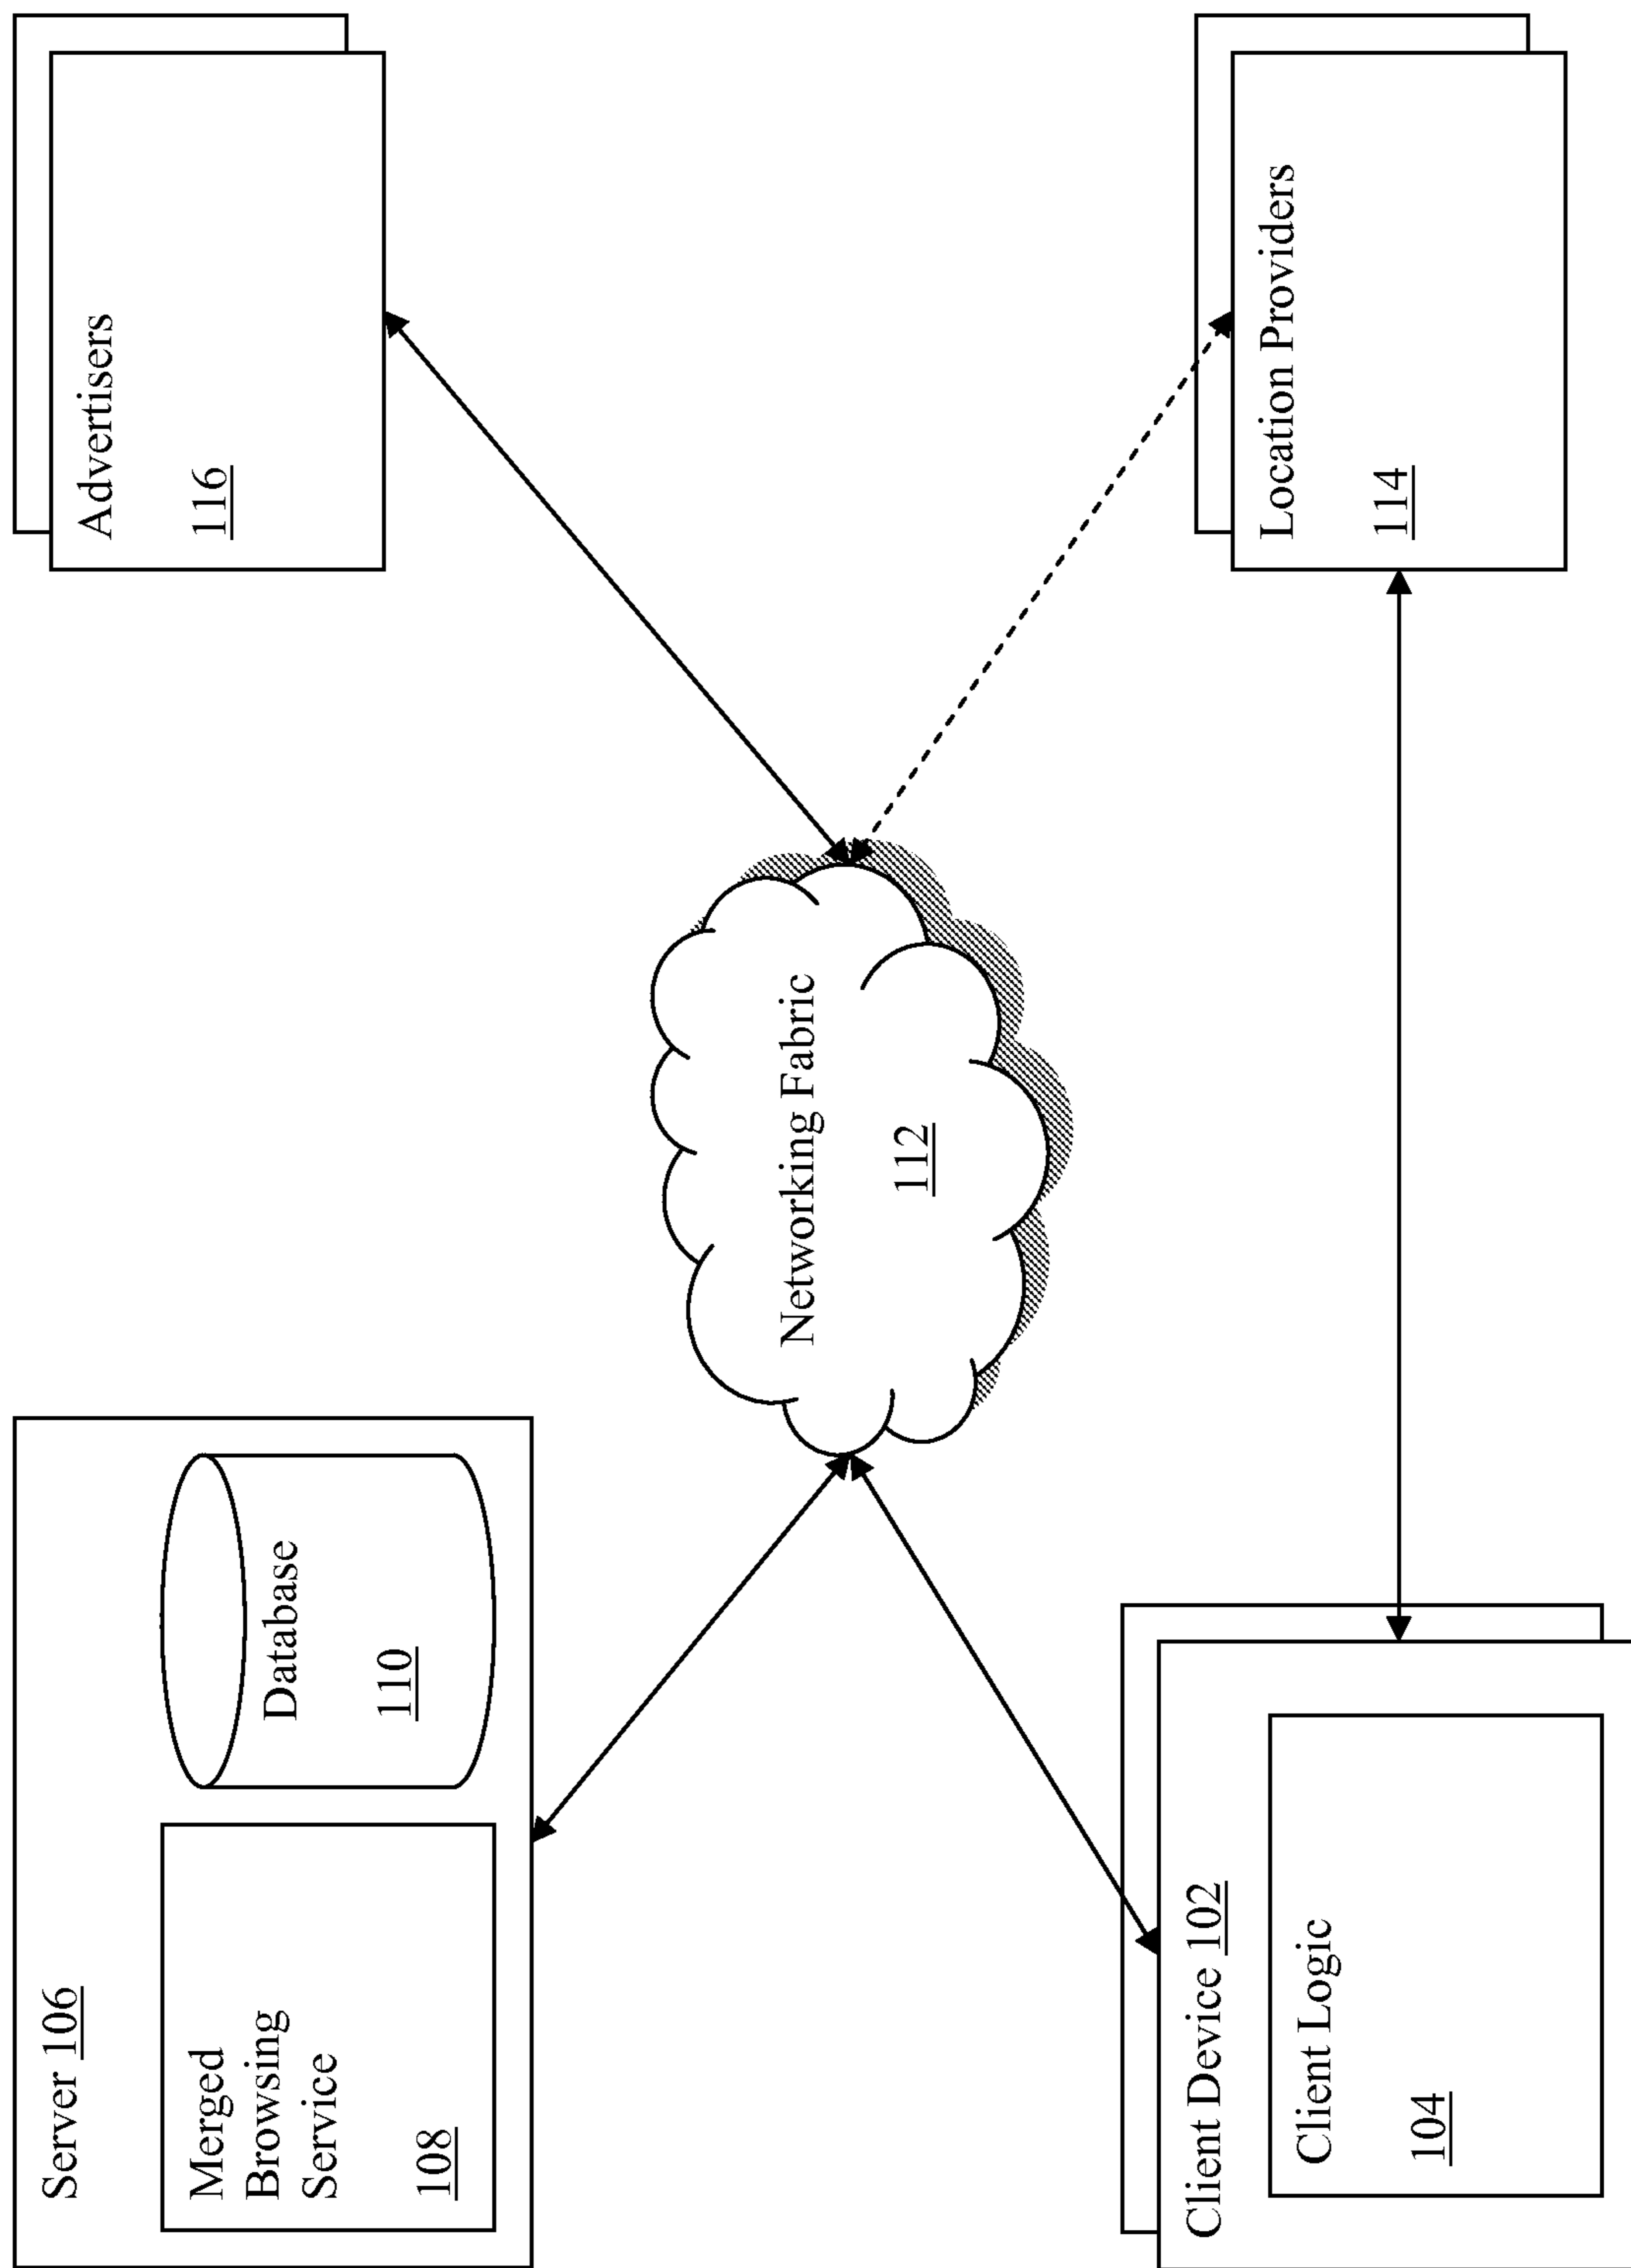 Server 106
Merged
Browsing
Service
108
Database
110
Advertisers
116
Networking Fabric
112
Client Device 102
Client Logic
104
Location Providers
114